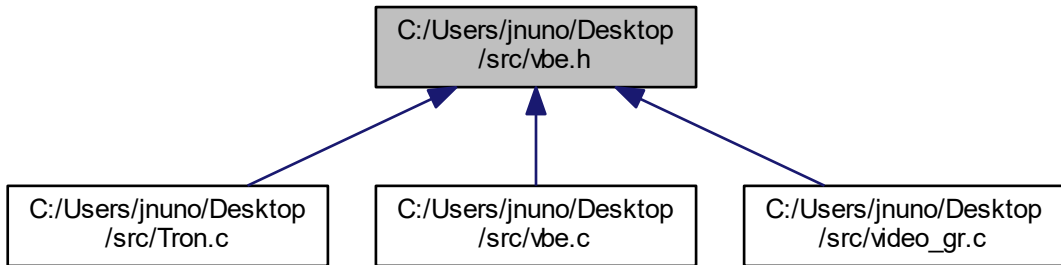 C:/Users/jnuno/Desktop
/src/vbe.h
C:/Users/jnuno/Desktop
/src/Tron.c
C:/Users/jnuno/Desktop
/src/vbe.c
C:/Users/jnuno/Desktop
/src/video_gr.c